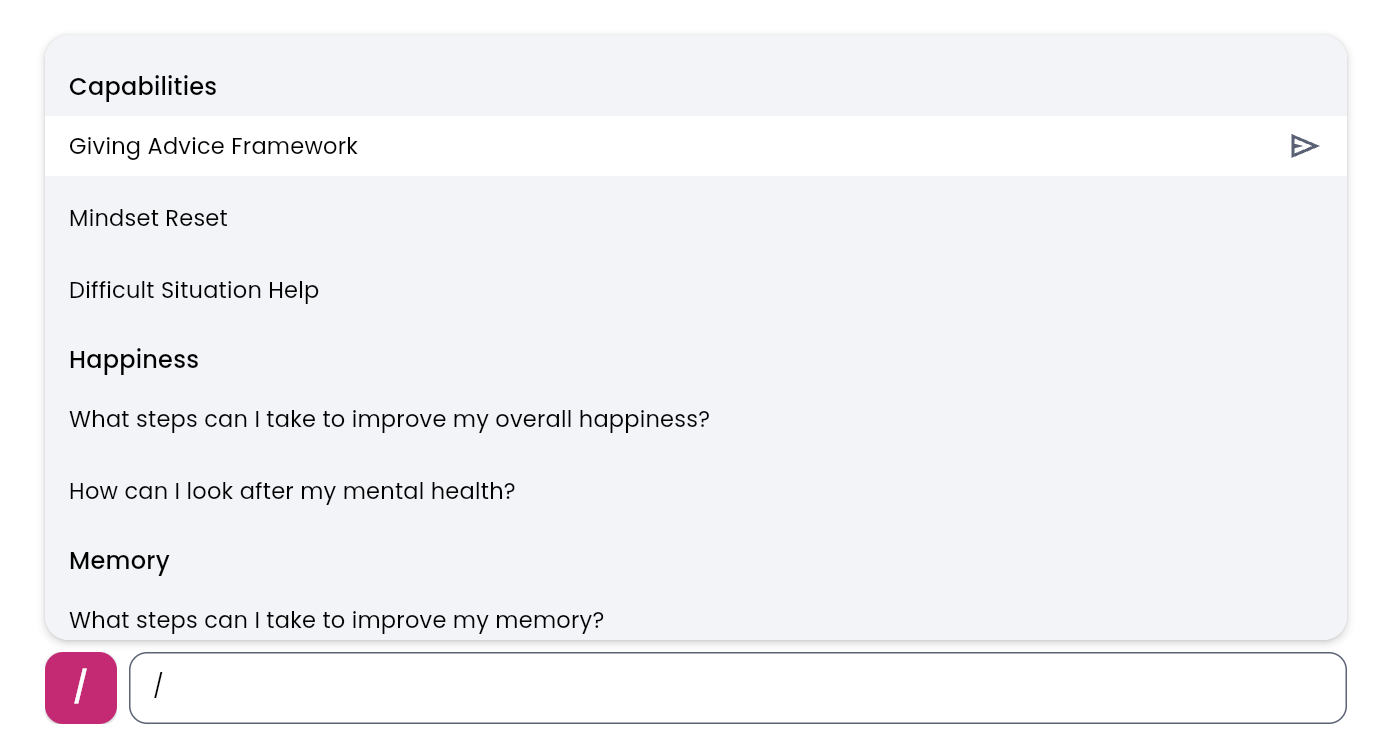 Capabilities
Giving Advice Framework
Mindset Reset
Difficult Situation Help
Happiness
What steps can I take to improve my overall happiness?
How can I look after my mental health?
Memory
What steps can I take to improve my memory?
/ /